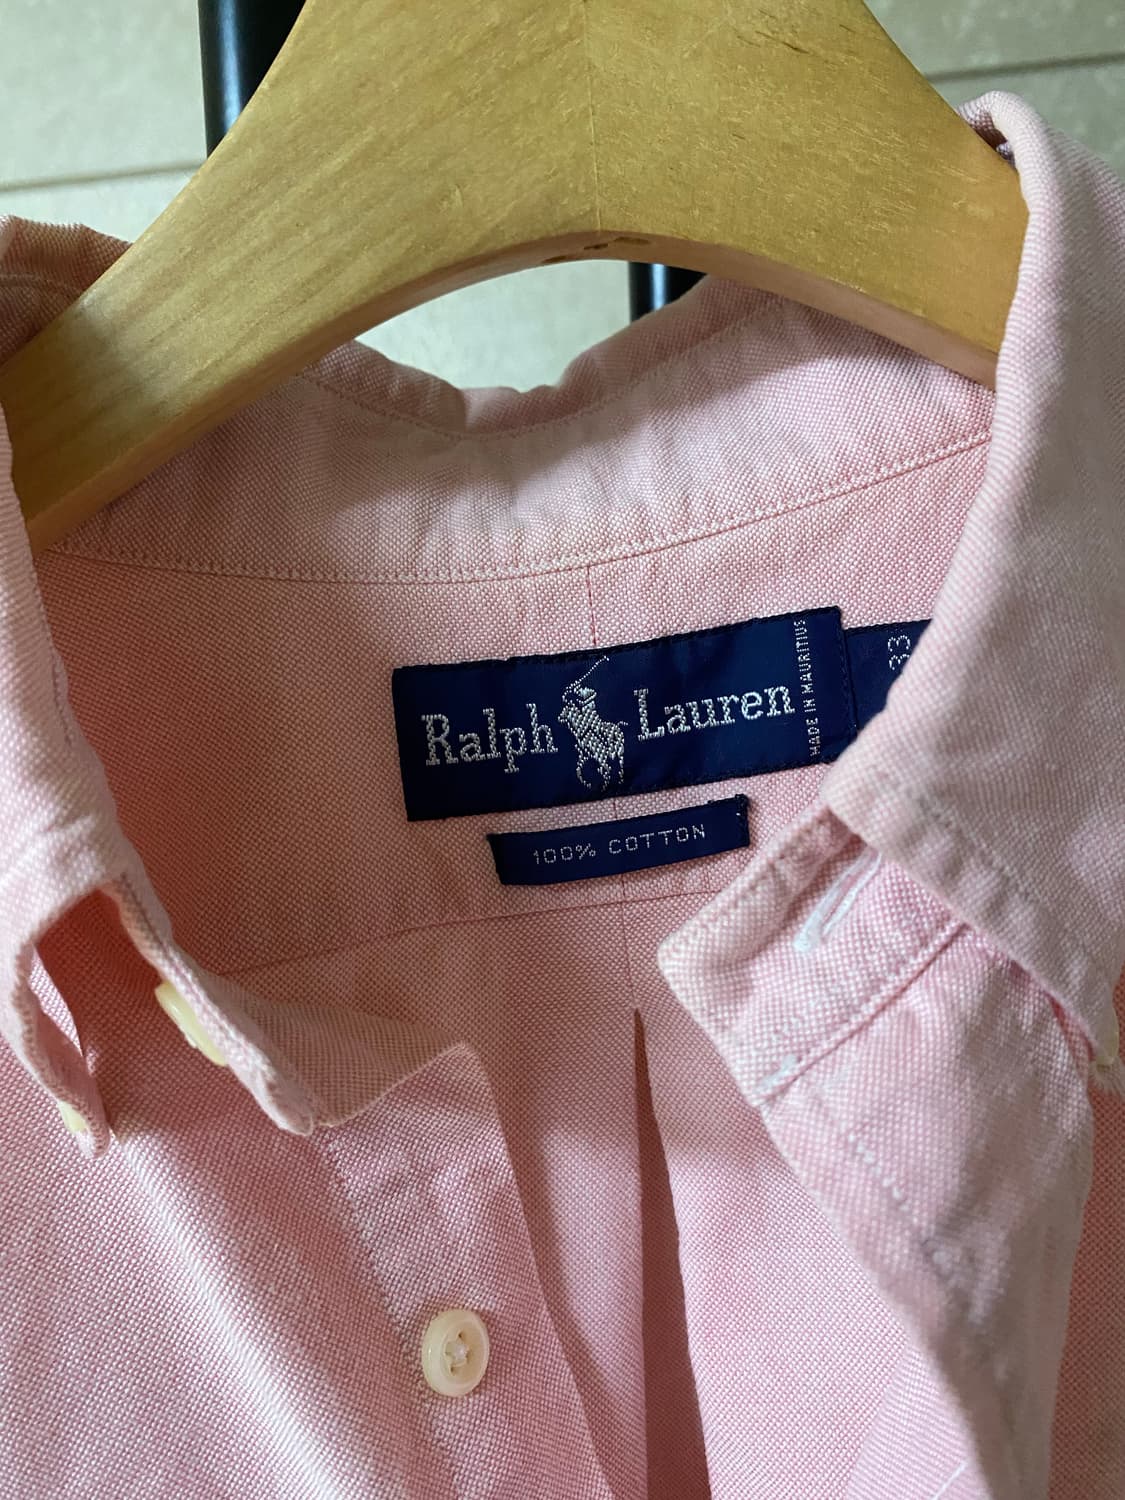 Ralph Lauren
MADE IN MAURITIUS
33
100% COTTON